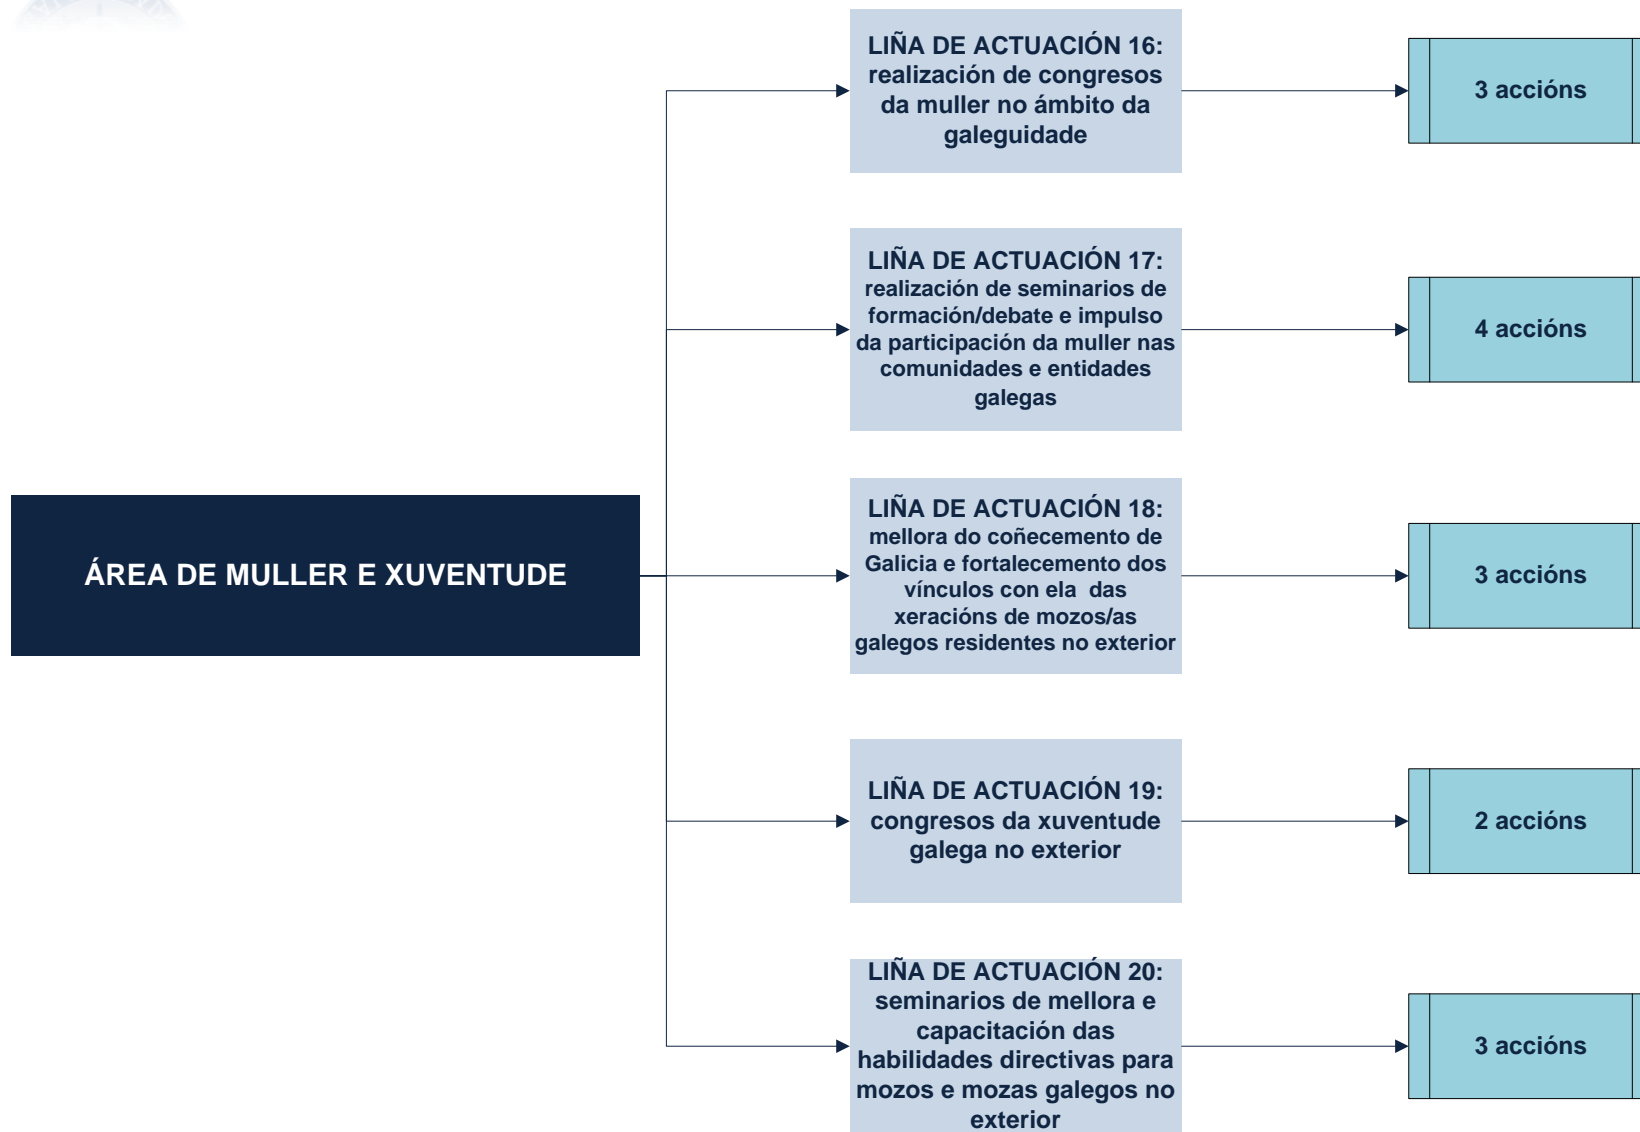 LIÑA DE ACTUACIÓN 16:
realización de congresos
da muller no ámbito da
galeguidade
3 accións
LIÑA DE ACTUACIÓN 17:
realización de seminarios de
formación/debate e impulso
da participación da muller nas
comunidades e entidades
galegas
4 accións
ÁREA DE MULLER E XUVENTUDE
LIÑA DE ACTUACIÓN 18:
mellora do coñecemento de
Galicia e fortalecemento dos
vínculos con ela  das
xeracións de mozos/as
galegos residentes no exterior
3 accións
LIÑA DE ACTUACIÓN 19:
congresos da xuventude
galega no exterior
2 accións
LIÑA DE ACTUACIÓN 20:
seminarios de mellora e
capacitación das
habilidades directivas para
mozos e mozas galegos no
exterior
3 accións